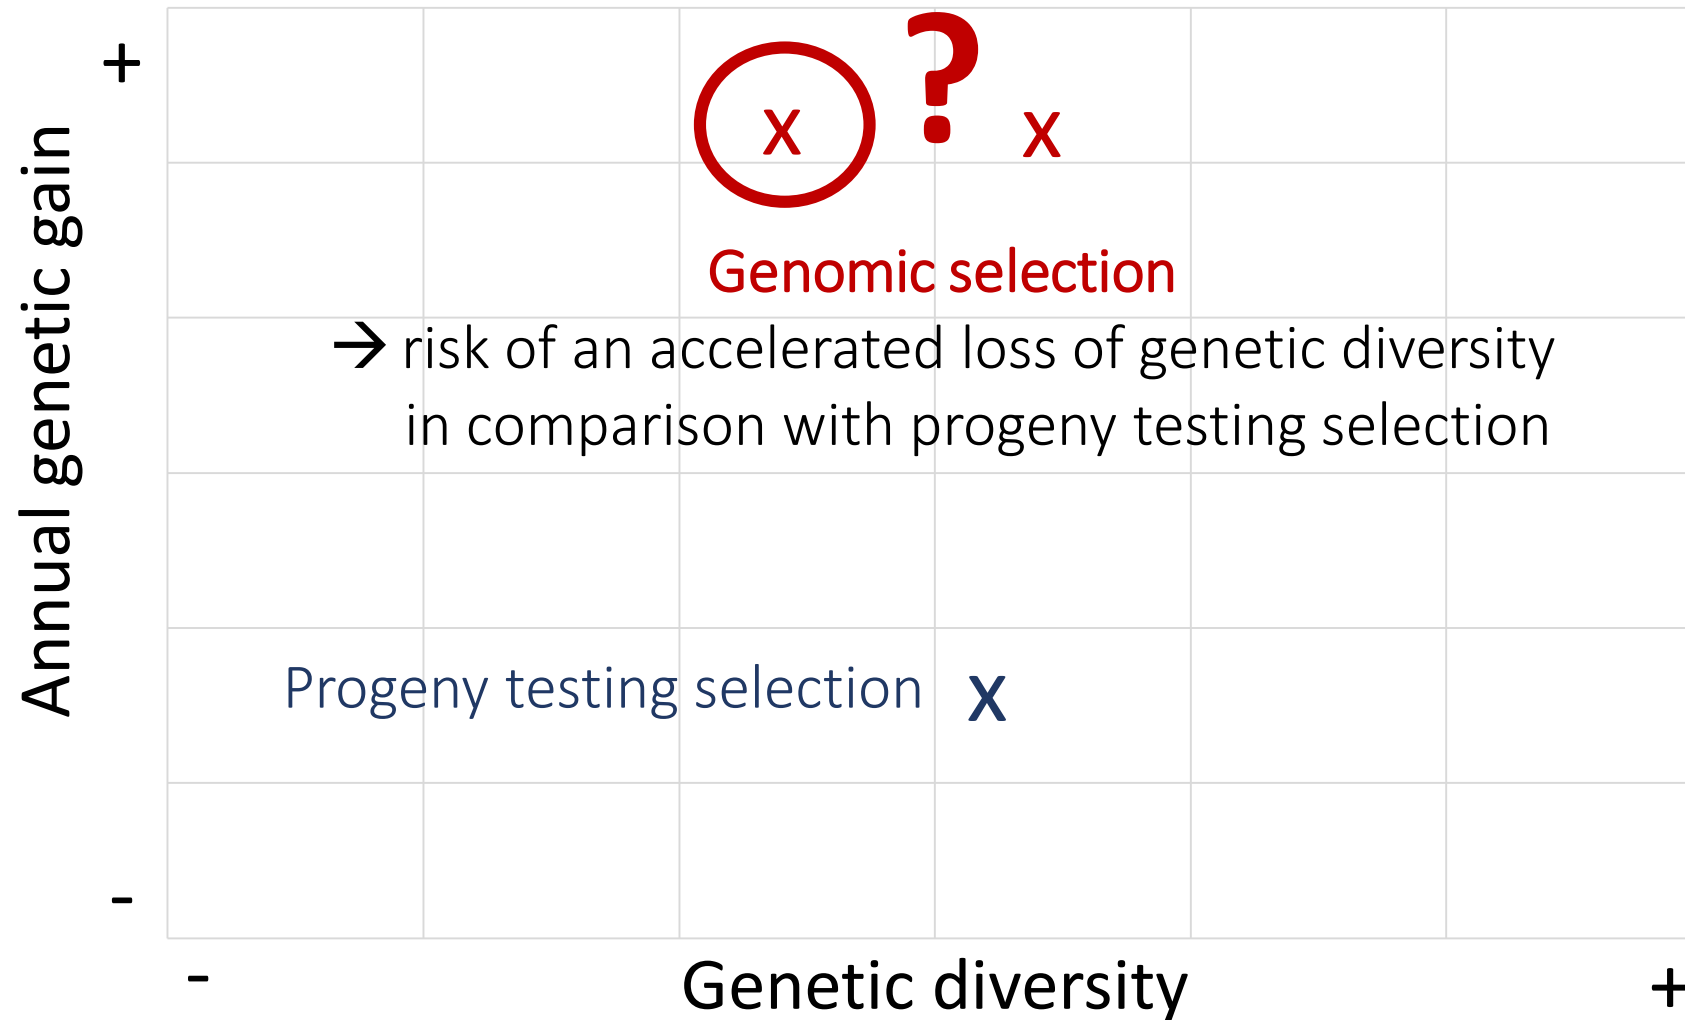 +
?
x
x
Genomic selection
→ risk of an accelerated loss of genetic diversity
in comparison with progeny testing selection
Annual genetic gain
Progeny testing selection x
-
-
Genetic diversity
+